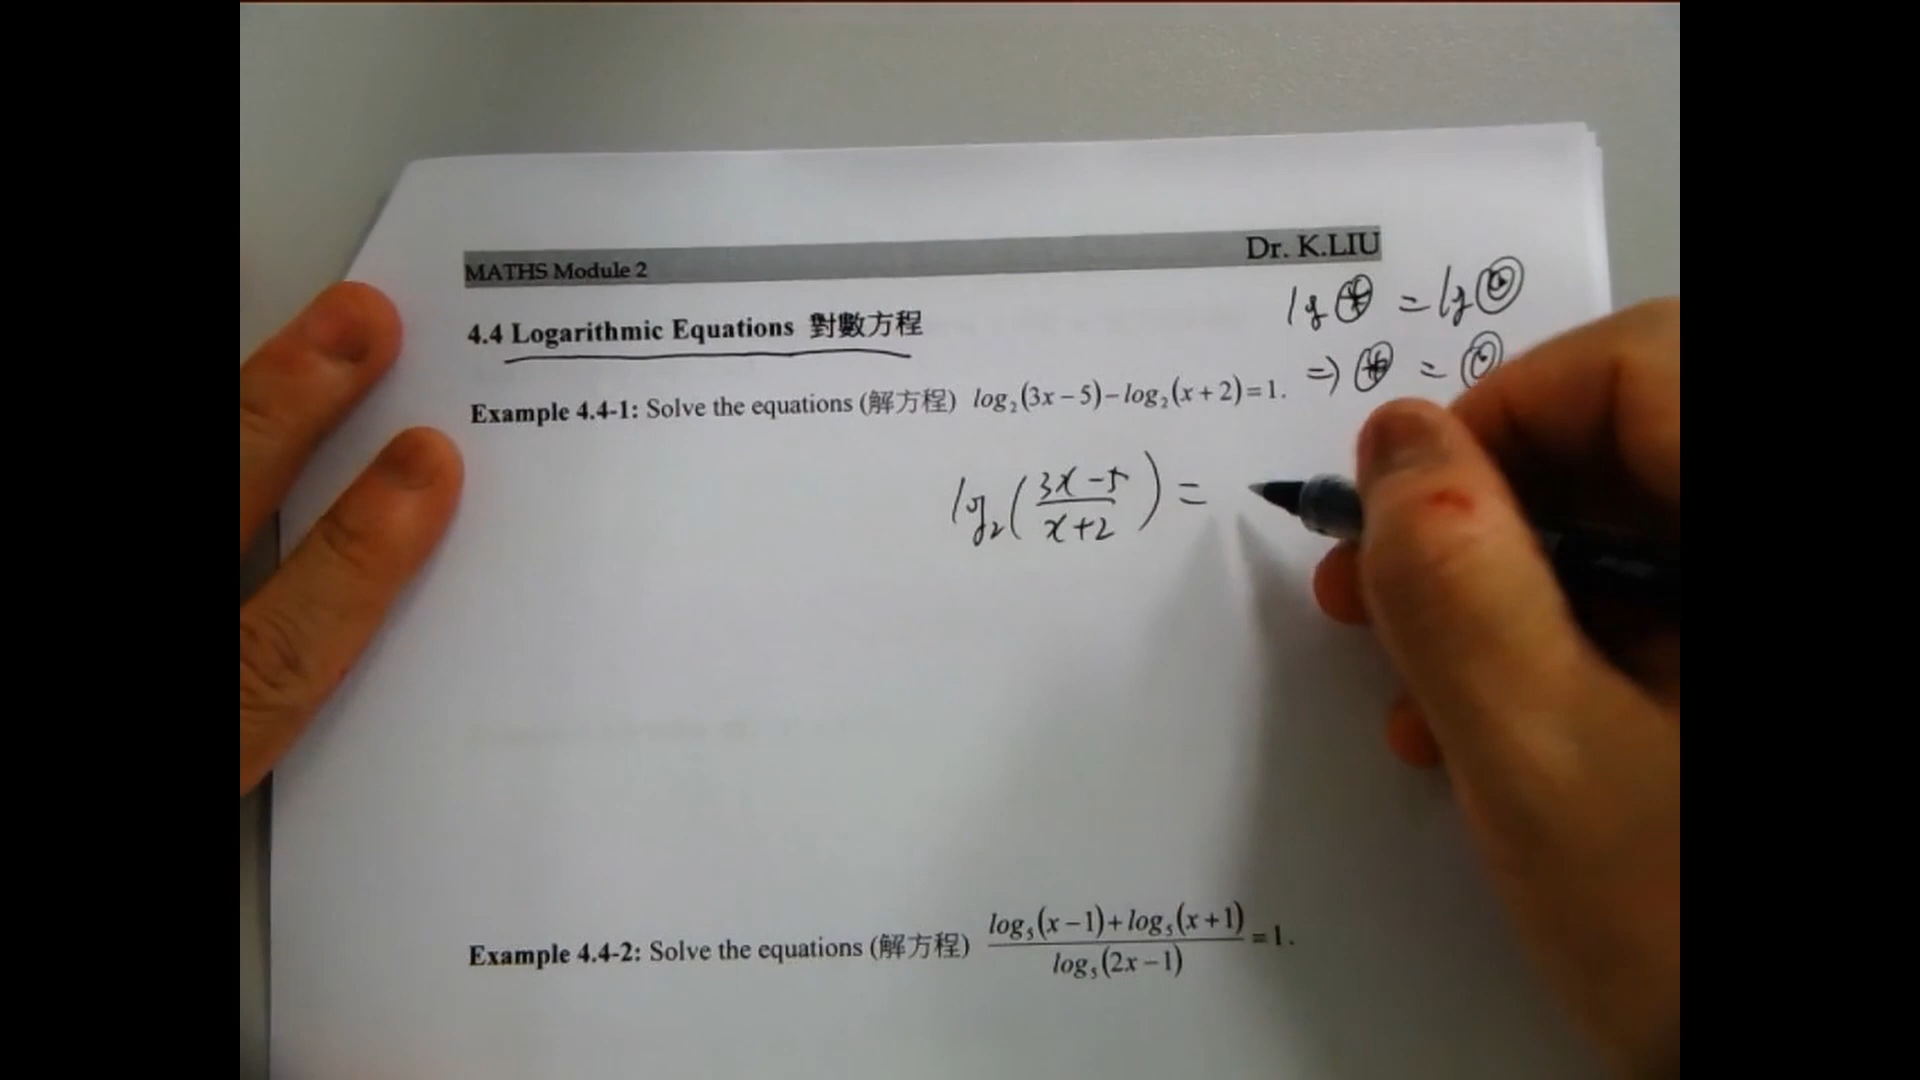 MATHS Module 2 Dr. K.LIU
4.4 Logarithmic Equations 對數方程
log = log
⇒ =
Example 4.4-1: Solve the equations (解方程) log₂(3x − 5) − log₂(x + 2) = 1.
log₂((3x − 5)/(x + 2)) =
Example 4.4-2: Solve the equations (解方程) (log₅(x − 1) + log₅(x + 1))/(log₅(2x − 1)) = 1.